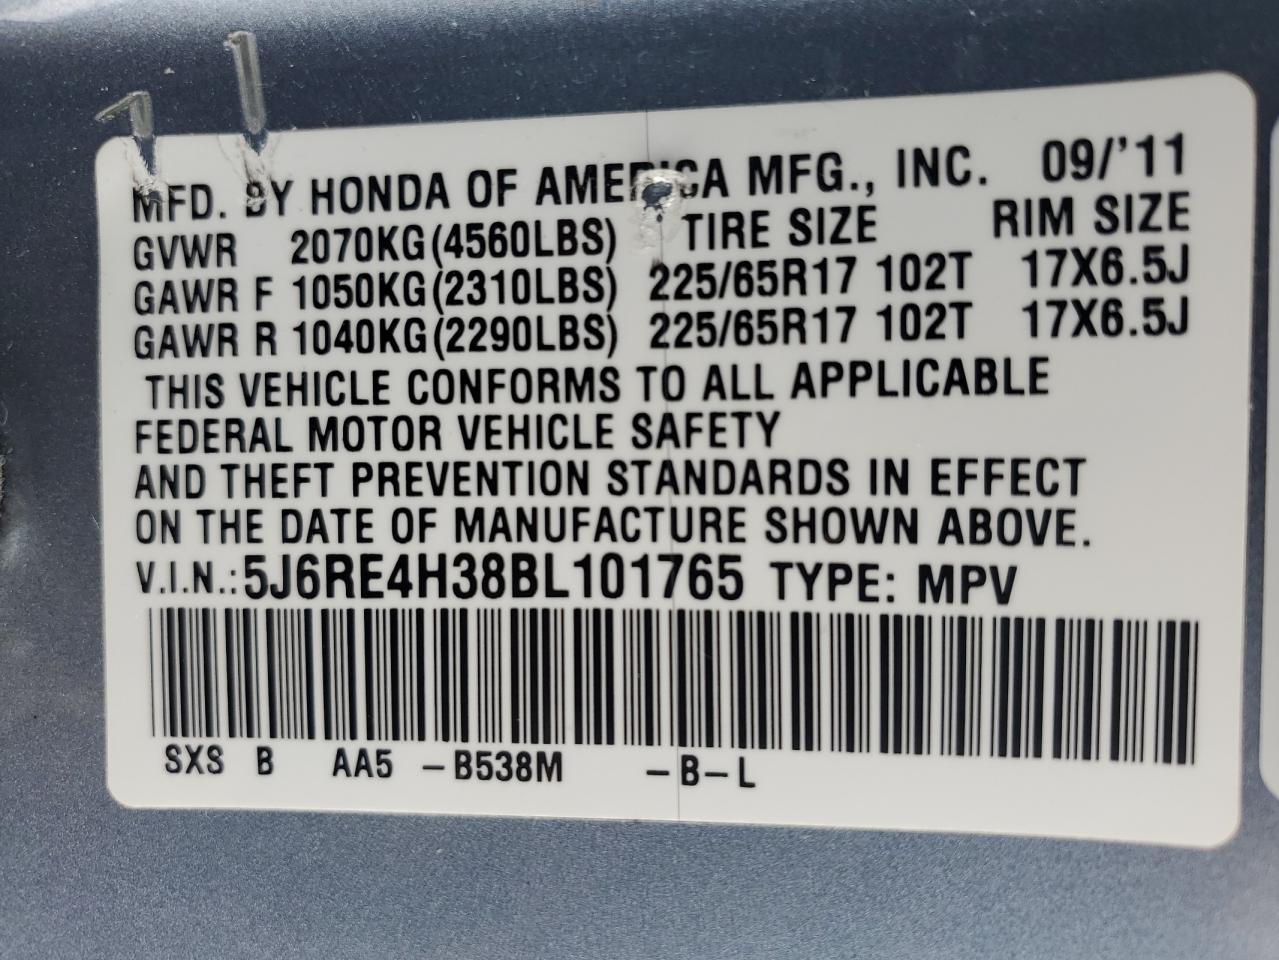 MFD. BY HONDA OF AMERICA MFG., INC. 09/'11
GVWR 2070KG(4560LBS) TIRE SIZE RIM SIZE
GAWR F 1050KG(2310LBS) 225/65R17 102T 17X6.5J
GAWR R 1040KG(2290LBS) 225/65R17 102T 17X6.5J
THIS VEHICLE CONFORMS TO ALL APPLICABLE
FEDERAL MOTOR VEHICLE SAFETY
AND THEFT PREVENTION STANDARDS IN EFFECT
ON THE DATE OF MANUFACTURE SHOWN ABOVE.
V.I.N.: 5J6RE4H38BL101765 TYPE: MPV
SXS B AA5 -B538M -B-L